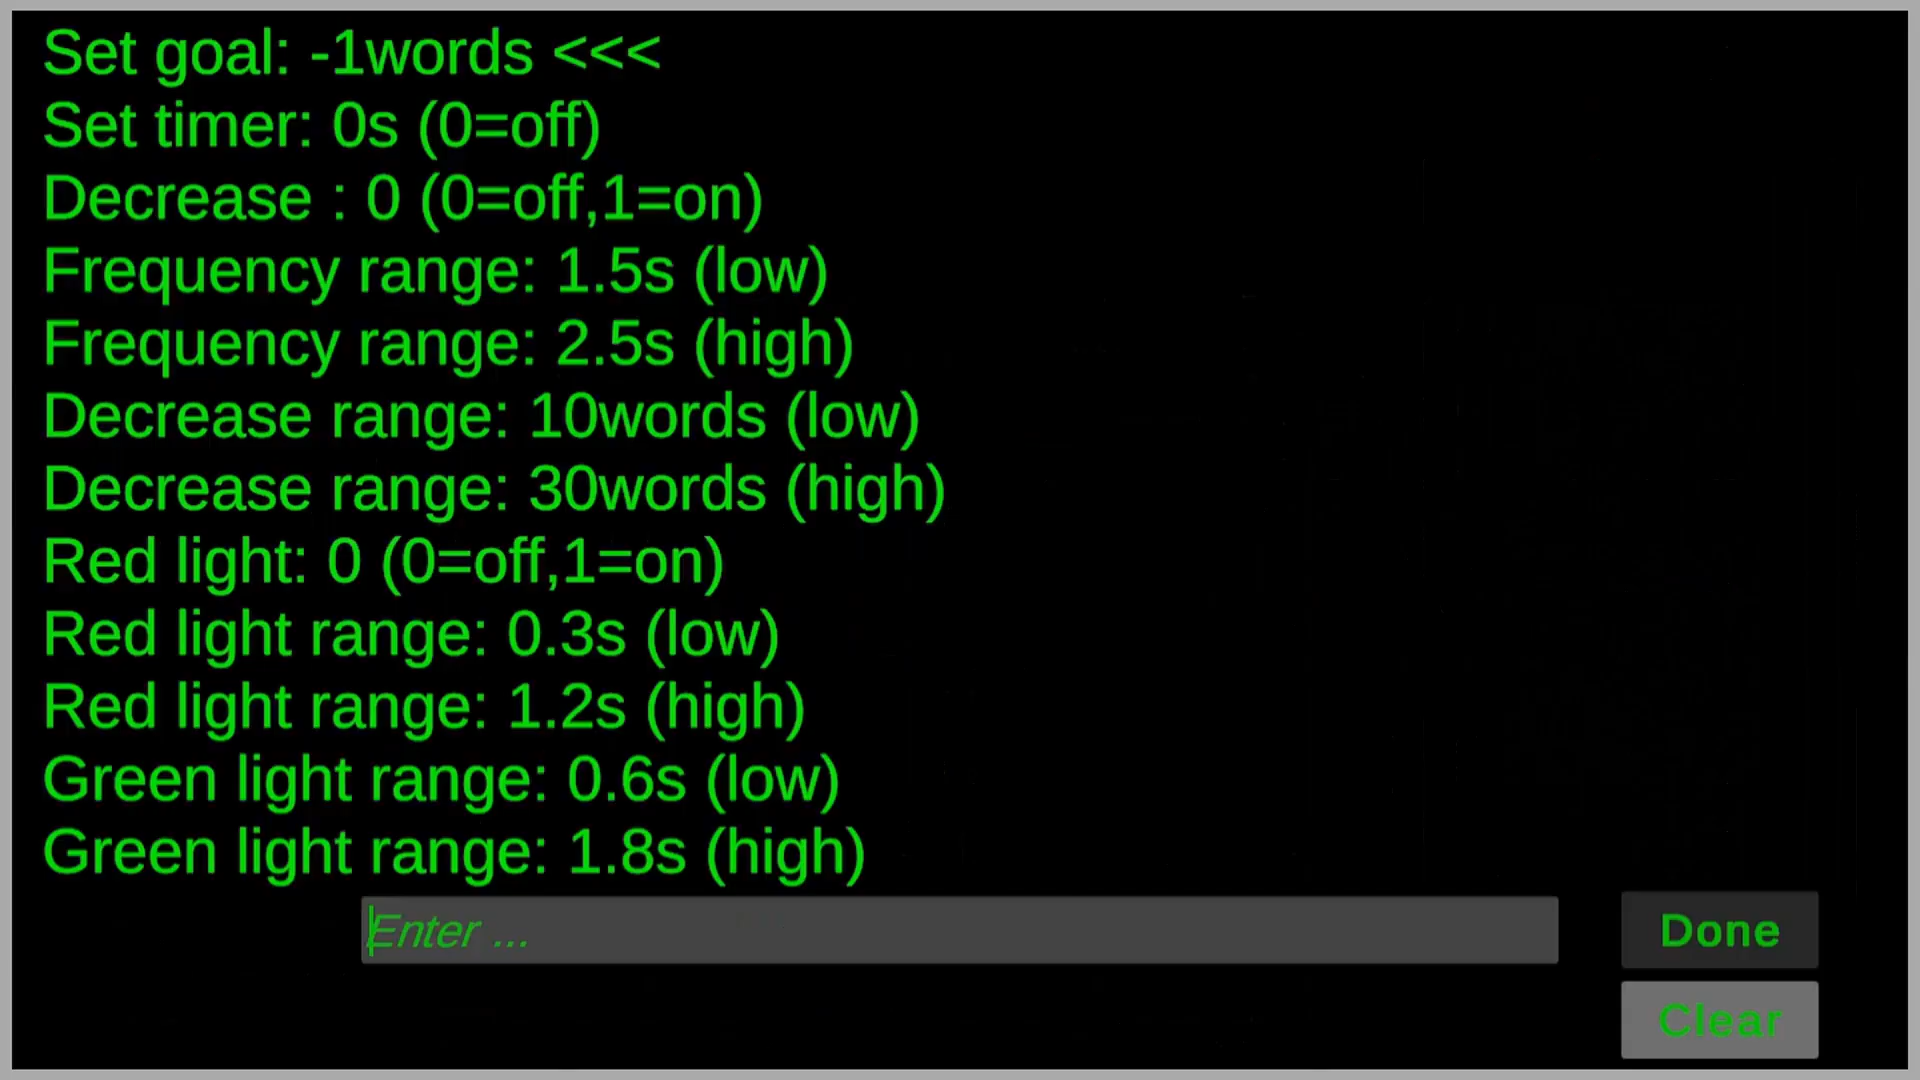 Set goal: -1words <<<
Set timer: 0s (0=off)
Decrease : 0 (0=off,1=on)
Frequency range: 1.5s (low)
Frequency range: 2.5s (high)
Decrease range: 10words (low)
Decrease range: 30words (high)
Red light: 0 (0=off,1=on)
Red light range: 0.3s (low)
Red light range: 1.2s (high)
Green light range: 0.6s (low)
Green light range: 1.8s (high)
Enter ...
Done
Clear